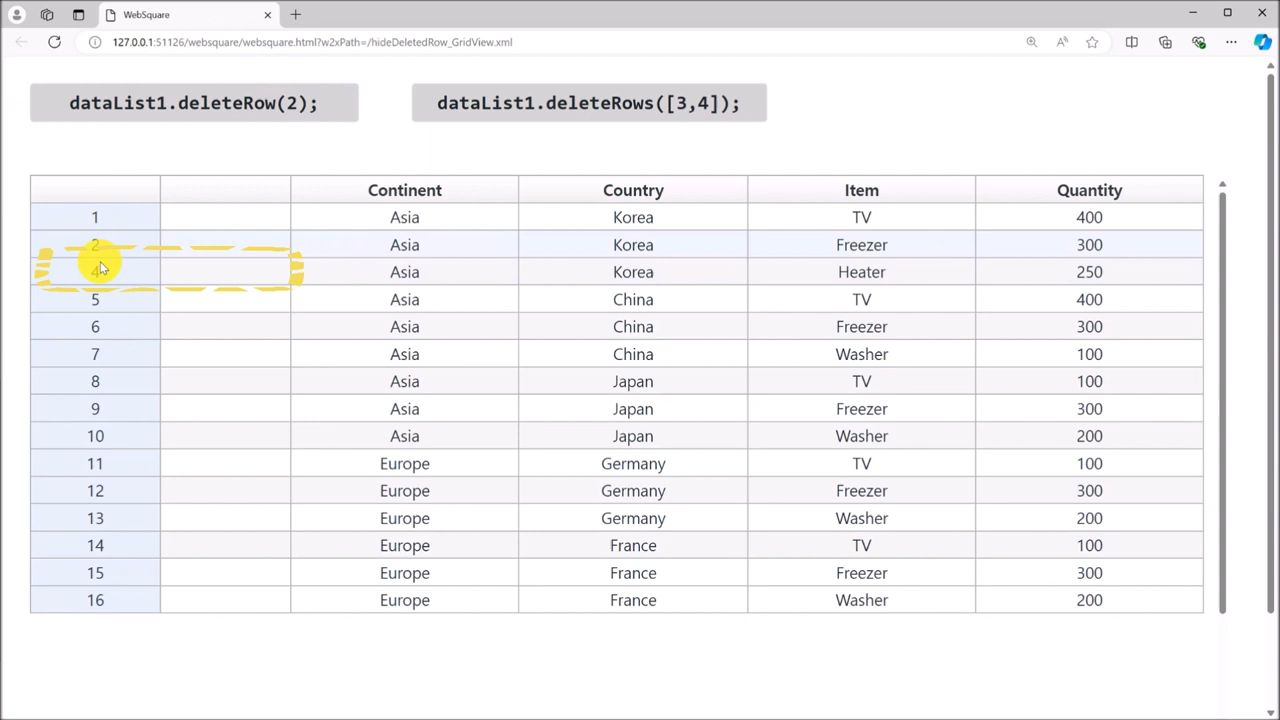 WebSquare
127.0.0.1:51126/websquare/websquare.html?w2xPath=/hideDeletedRow_GridView.xml
dataList1.deleteRow(2); dataList1.deleteRows([3,4]);
Continent Country Item Quantity
1 Asia Korea TV 400
2 Asia Korea Freezer 300
4 Asia Korea Heater 250
5 Asia China TV 400
6 Asia China Freezer 300
7 Asia China Washer 100
8 Asia Japan TV 100
9 Asia Japan Freezer 300
10 Asia Japan Washer 200
11 Europe Germany TV 100
12 Europe Germany Freezer 300
13 Europe Germany Washer 200
14 Europe France TV 100
15 Europe France Freezer 300
16 Europe France Washer 200